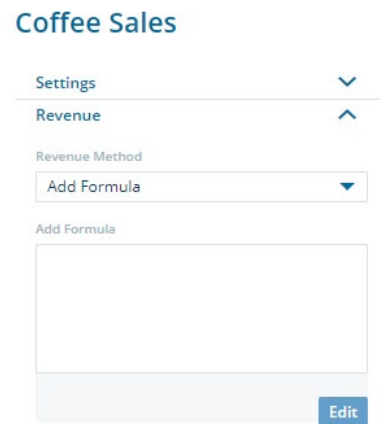 Coffee Sales
Settings
Revenue
Revenue Method
Add Formula
Add Formula
Edit